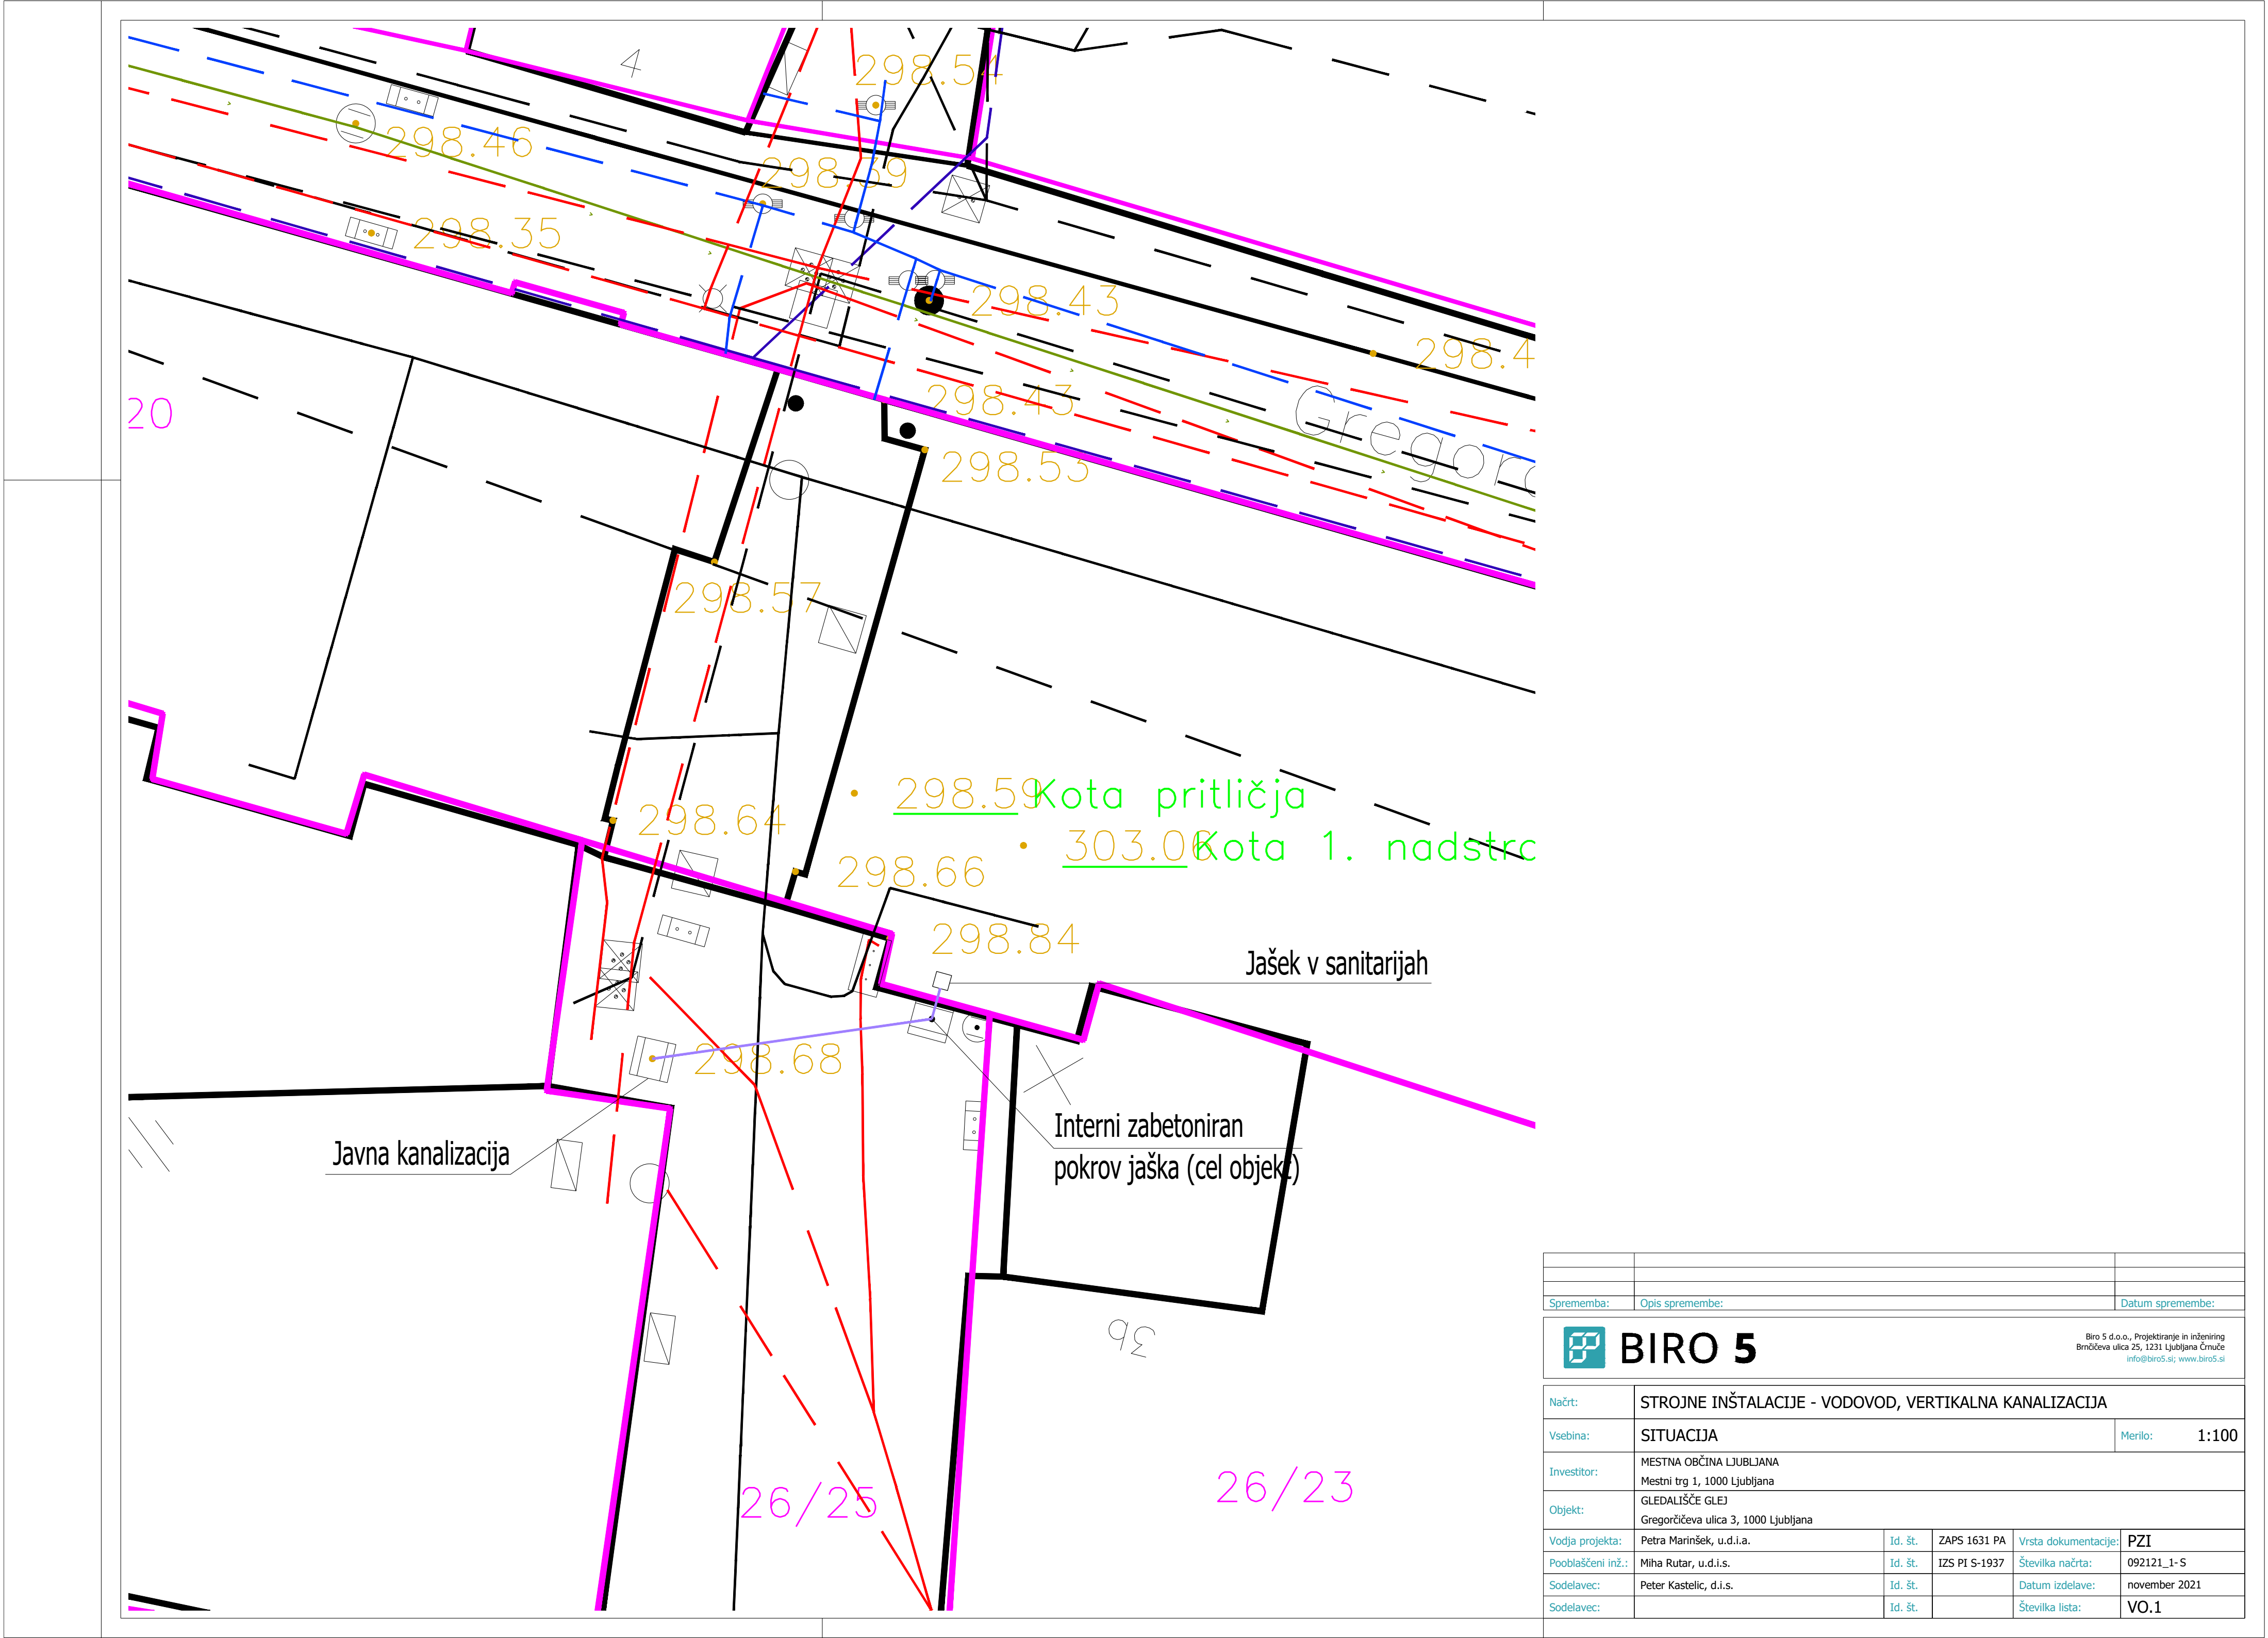 4
298.54
298.46
298.39
298.35
298.43
298.4
298.43
20
298.53
298.57
298.59 Kota pritličja
298.64
303.06 Kota 1. nadstro
298.66
298.84
Jašek v sanitarijah
298.68
Interni zabetoniran
pokrov jaška (cel objekt)
Javna kanalizacija
3b
26/25
26/23
Sprememba: Opis spremembe: Datum spremembe:
BIRO 5
Biro 5 d.o.o., Projektiranje in inženiring
Brnčičeva ulica 25, 1231 Ljubljana Črnuče
info@biro5.si; www.biro5.si
Načrt: STROJNE INŠTALACIJE - VODOVOD, VERTIKALNA KANALIZACIJA
Vsebina: SITUACIJA Merilo: 1:100
Investitor: MESTNA OBČINA LJUBLJANA
Mestni trg 1, 1000 Ljubljana
Objekt: GLEDALIŠČE GLEJ
Gregorčičeva ulica 3, 1000 Ljubljana
Vodja projekta: Petra Marinšek, u.d.i.a. Id. št. ZAPS 1631 PA Vrsta dokumentacije: PZI
Pooblaščeni inž.: Miha Rutar, u.d.i.s. Id. št. IZS PI S-1937 Številka načrta: 092121_1-S
Sodelavec: Peter Kastelic, d.i.s. Id. št. Datum izdelave: november 2021
Sodelavec: Id. št. Številka lista: VO.1